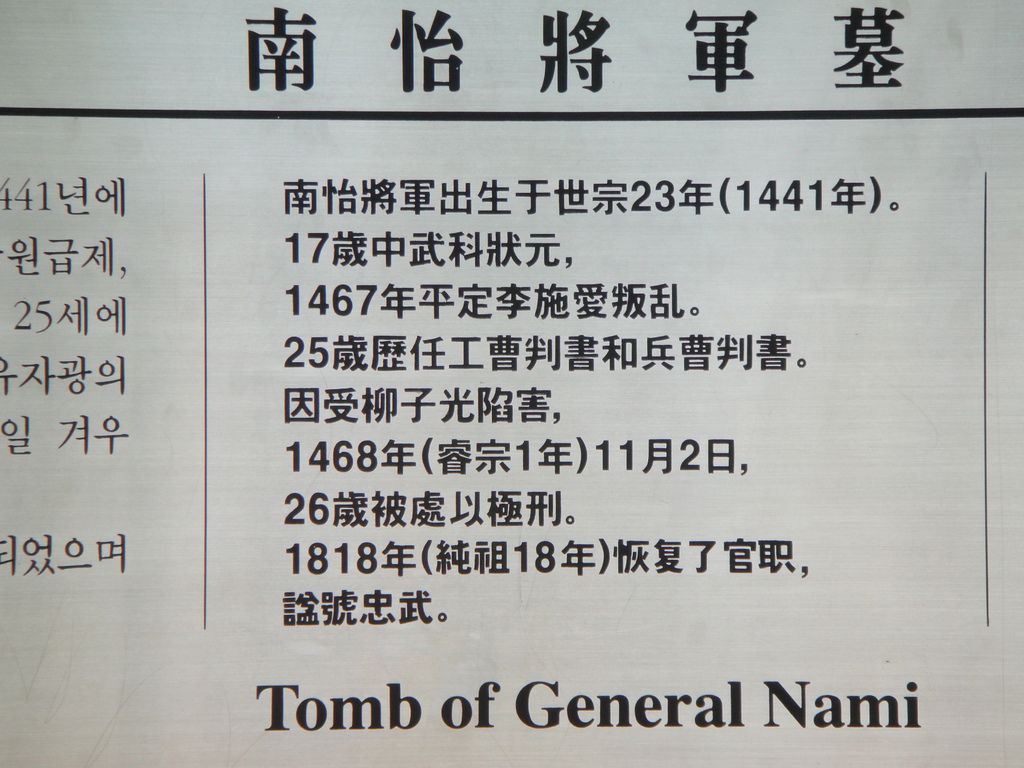 南怡將軍墓
441년에
원급제,
25세에
유자광의
일 겨우
되었으며
南怡將軍出生于世宗23年(1441年)。
17歲中武科狀元,
1467年平定李施愛叛乱。
25歲歷任工曹判書和兵曹判書。
因受柳子光陷害,
1468年(睿宗1年)11月2日,
26歲被處以極刑。
1818年(純祖18年)恢复了官职,
諡號忠武。
Tomb of General Nami